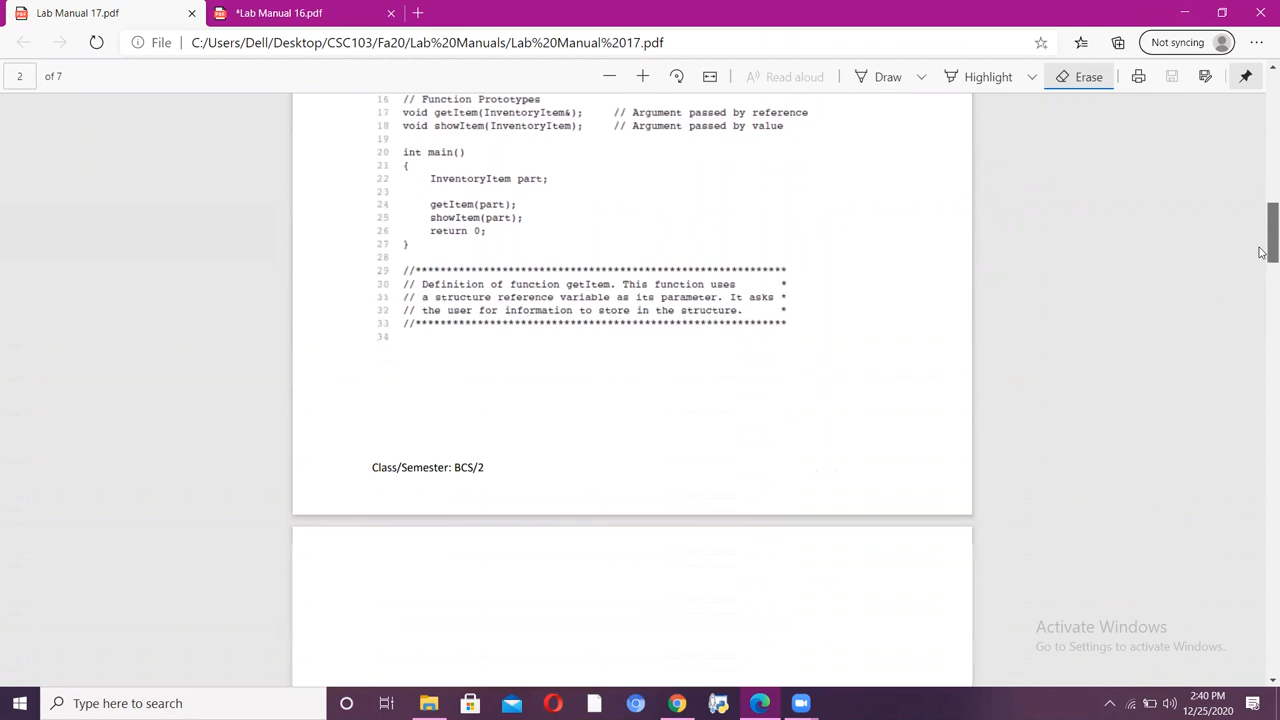 Lab Manual 17.pdf
*Lab Manual 16.pdf
File C:/Users/Dell/Desktop/CSC103/Fa20/Lab%20Manuals/Lab%20Manual%2017.pdf
Not syncing
2 of 7
Read aloud
Draw
Highlight
Erase
16 // Function Prototypes
17 void getItem(InventoryItem&); // Argument passed by reference
18 void showItem(InventoryItem); // Argument passed by value
19
20 int main()
21 {
22 InventoryItem part;
23
24 getItem(part);
25 showItem(part);
26 return 0;
27 }
28
29 //************************************************************
30 // Definition of function getItem. This function uses *
31 // a structure reference variable as its parameter. It asks *
32 // the user for information to store in the structure. *
33 //************************************************************
34
Class/Semester: BCS/2
Activate Windows
Go to Settings to activate Windows.
Type here to search
2:40 PM
12/25/2020